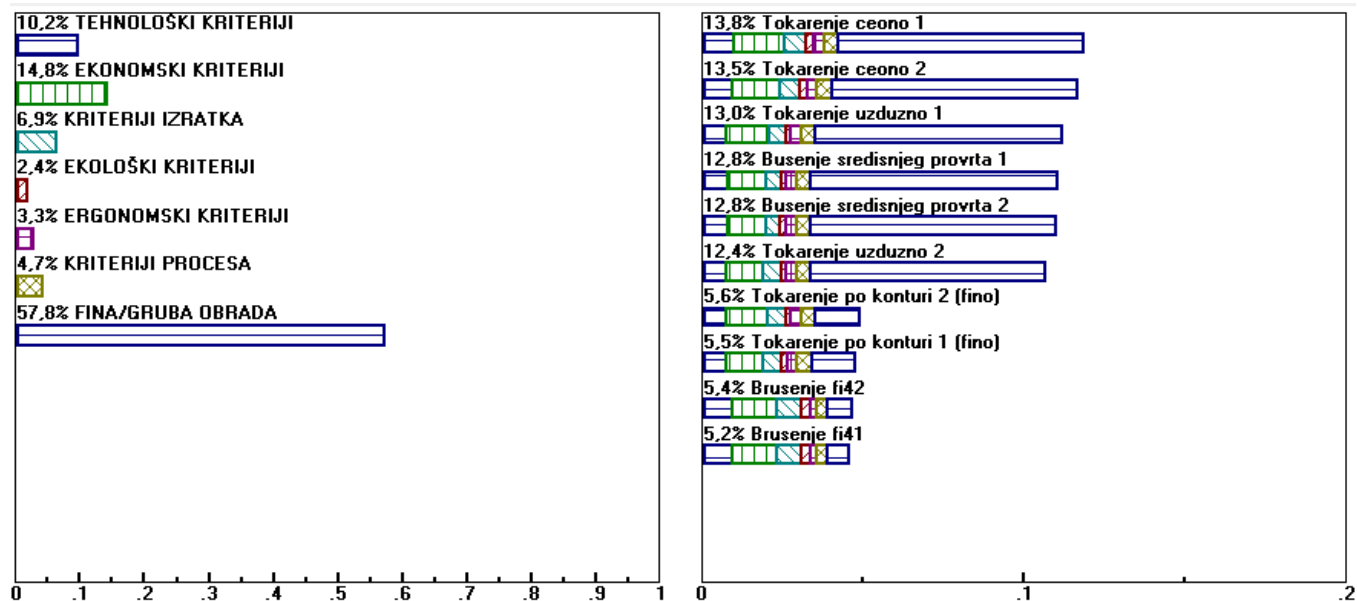 10,2% TEHNOLOŠKI KRITERIJI
14,8% EKONOMSKI KRITERIJI
6,9% KRITERIJI IZRATKA
2,4% EKOLOŠKI KRITERIJI
3,3% ERGONOMSKI KRITERIJI
4,7% KRITERIJI PROCESA
57,8% FINA/GRUBA OBRADA
0 .1 .2 .3 .4 .5 .6 .7 .8 .9 1
13,8% Tokarenje ceono 1
13,5% Tokarenje ceono 2
13,0% Tokarenje uzduzno 1
12,8% Busenje sredisnjeg provrta 1
12,8% Busenje sredisnjeg provrta 2
12,4% Tokarenje uzduzno 2
5,6% Tokarenje po konturi 2 (fino)
5,5% Tokarenje po konturi 1 (fino)
5,4% Brusenje fi42
5,2% Brusenje fi41
0 .1 .2